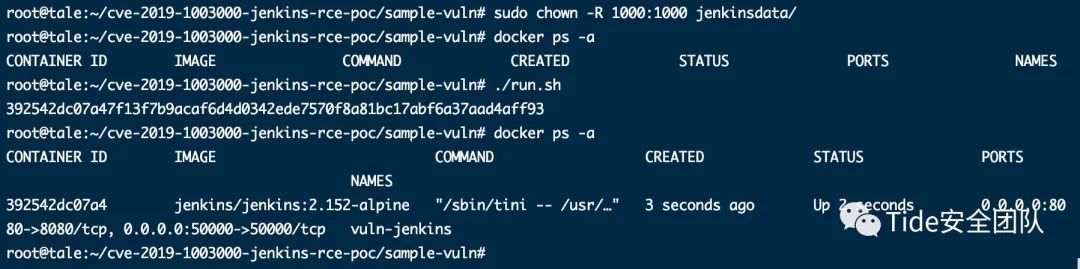 root@tale:~/cve-2019-1003000-jenkins-rce-poc/sample-vuln# sudo chown -R 1000:1000 jenkinsdata/
root@tale:~/cve-2019-1003000-jenkins-rce-poc/sample-vuln# docker ps -a
CONTAINER ID IMAGE COMMAND CREATED STATUS PORTS NAMES
root@tale:~/cve-2019-1003000-jenkins-rce-poc/sample-vuln# ./run.sh
392542dc07a47f13f7b9acaf6d4d0342ede7570f8a81bc17abf6a37aad4aff93
root@tale:~/cve-2019-1003000-jenkins-rce-poc/sample-vuln# docker ps -a
CONTAINER ID IMAGE COMMAND CREATED STATUS PORTS
NAMES
392542dc07a4 jenkins/jenkins:2.152-alpine "/sbin/tini -- /usr/…" 3 seconds ago Up 2 seconds 0.0.0.0:80
80->8080/tcp, 0.0.0.0:50000->50000/tcp vuln-jenkins
root@tale:~/cve-2019-1003000-jenkins-rce-poc/sample-vuln#
Tide安全团队